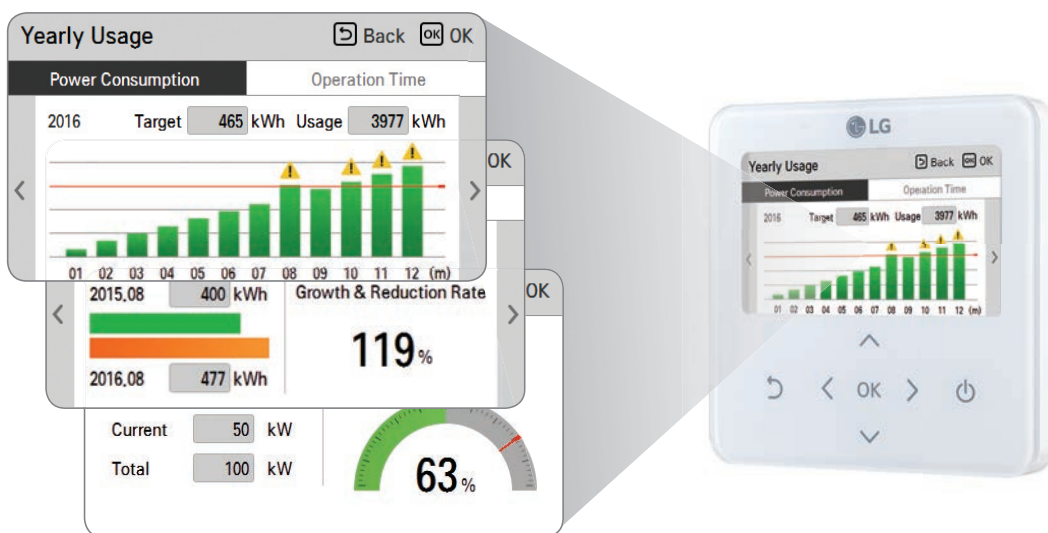 Yearly Usage Back OK OK
Power Consumption Operation Time
2016 Target 465 kWh Usage 3977 kWh
OK
01 02 03 04 05 06 07 08 09 10 11 12 (m)
2015.08 400 kWh Growth & Reduction Rate OK
119%
2016.08 477 kWh
Current 50 kW
Total 100 kW
63%
LG
Yearly Usage Back OK OK
Power Consumption Operation Time
2016 Target 465 kWh Usage 3977 kWh
01 02 03 04 05 06 07 08 09 10 11 12 (m)
OK